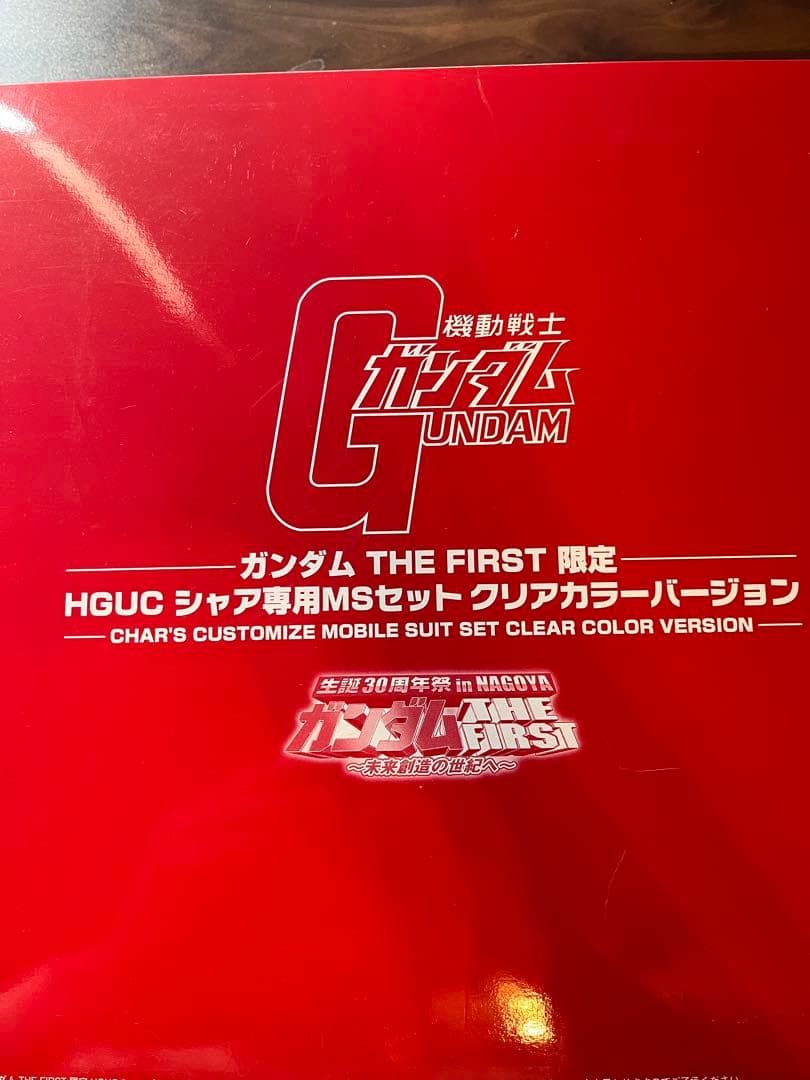 機動戦士
ガンダム
GUNDAM
ガンダム THE FIRST 限定
HGUC シャア専用MSセット クリアカラーバージョン
CHAR'S CUSTOMIZE MOBILE SUIT SET CLEAR COLOR VERSION
生誕30周年祭 in NAGOYA
ガンダム THE FIRST
〜未来創造の世紀へ〜